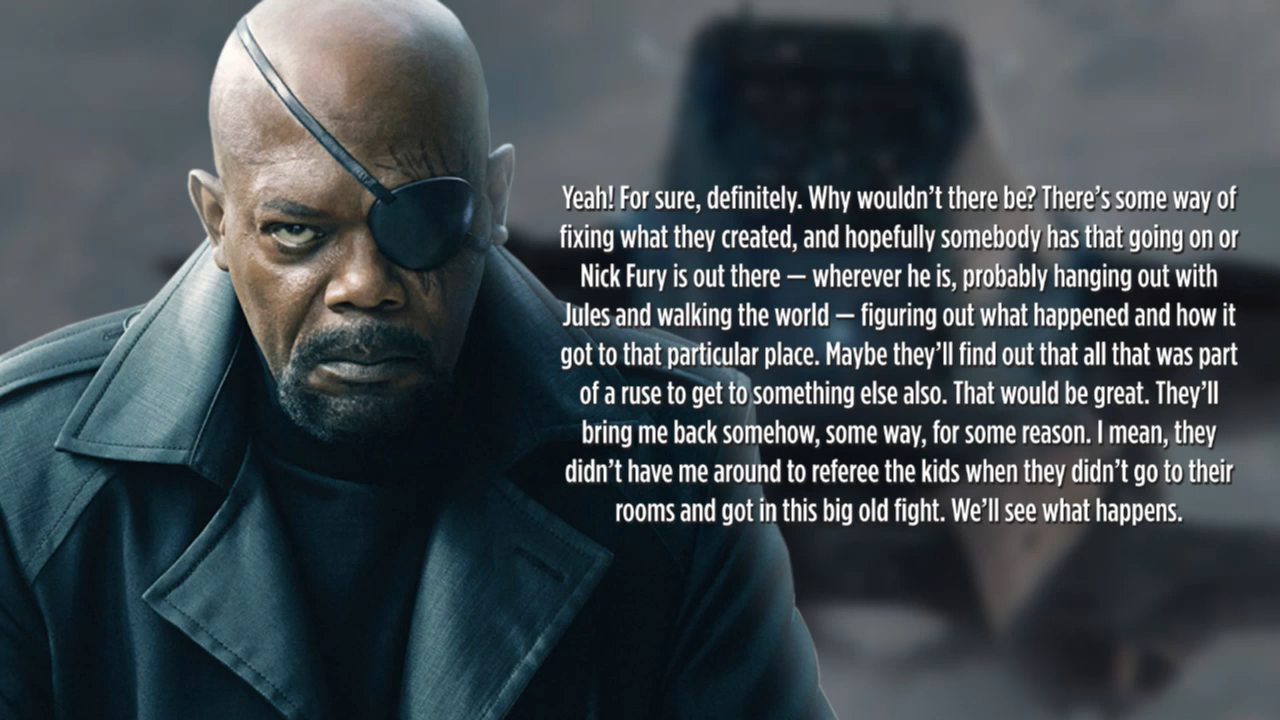 Yeah! For sure, definitely. Why wouldn’t there be? There’s some way of
fixing what they created, and hopefully somebody has that going on or
Nick Fury is out there — wherever he is, probably hanging out with
Jules and walking the world — figuring out what happened and how it
got to that particular place. Maybe they’ll find out that all that was part
of a ruse to get to something else also. That would be great. They’ll
bring me back somehow, some way, for some reason. I mean, they
didn’t have me around to referee the kids when they didn’t go to their
rooms and got in this big old fight. We’ll see what happens.